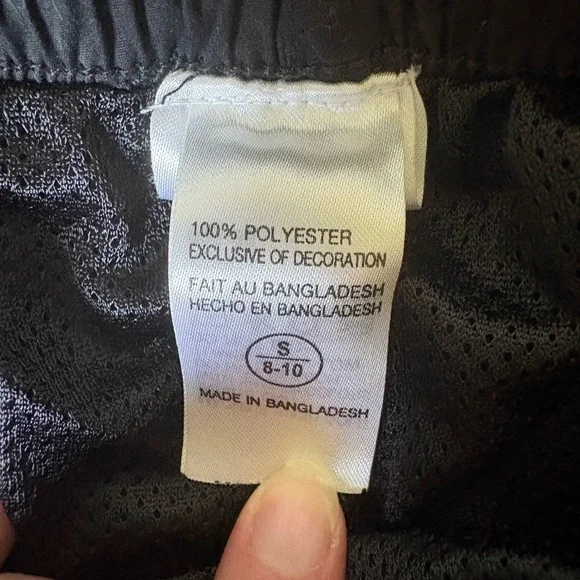 100% POLYESTER
EXCLUSIVE OF DECORATION
FAIT AU BANGLADESH
HECHO EN BANGLADESH
S
8-10
MADE IN BANGLADESH